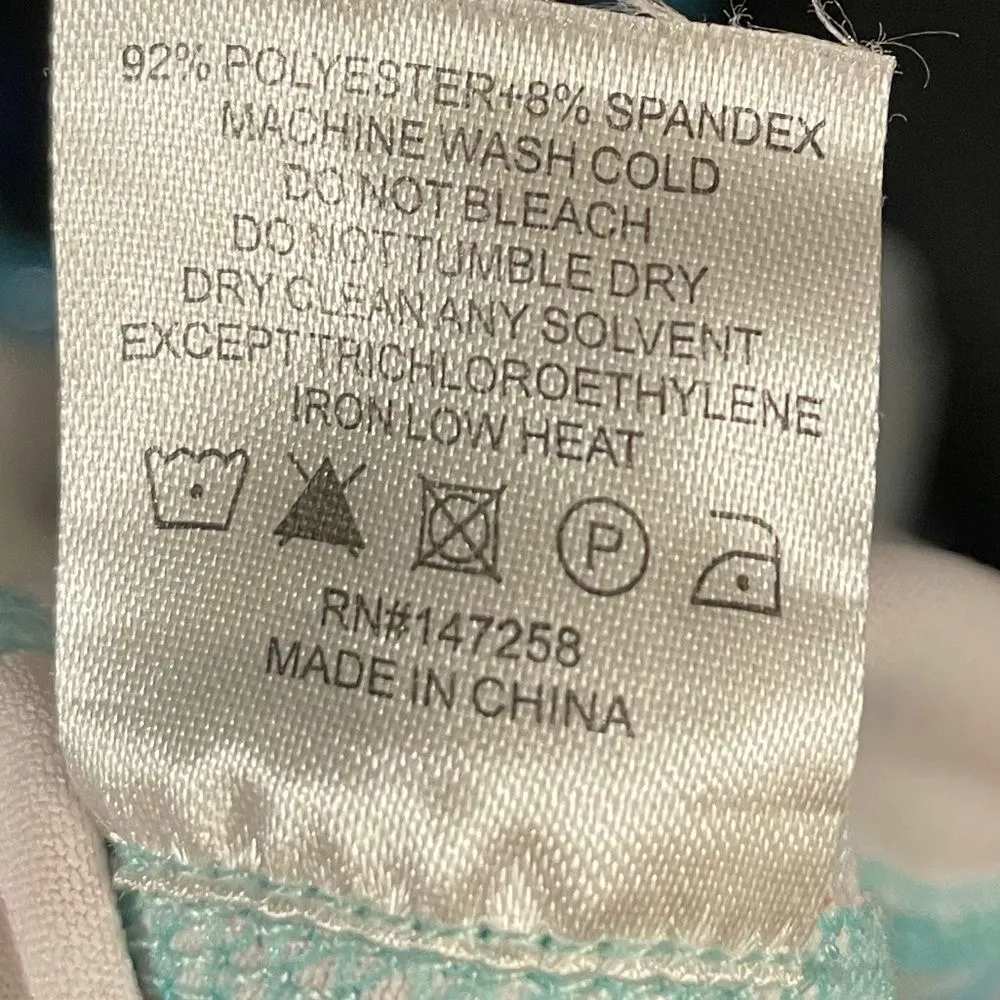 92% POLYESTER+8% SPANDEX
MACHINE WASH COLD
DO NOT BLEACH
DO NOT TUMBLE DRY
DRY CLEAN ANY SOLVENT
EXCEPT TRICHLOROETHYLENE
IRON LOW HEAT
P
RN#147258
MADE IN CHINA